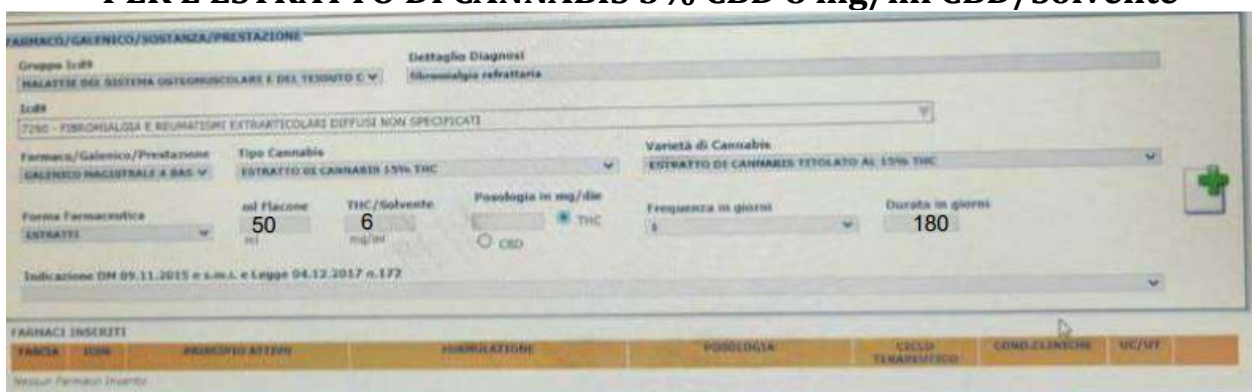 PER L'ESTRATTO DI CANNABIS 5% CBD 6 mg/ml CBD/Solvente
FARMACO/GALENICO/SOSTANZA/PRESTAZIONE
Gruppo Icd9
Dettaglio Diagnosi
MALATTIE DEL SISTEMA OSTEOMUSCOLARE E DEL TESSUTO C
fibromialgia refrattaria
Icd9
7290 - FIBROMIALGIA E REUMATISMI EXTRARTICOLARI DIFFUSI NON SPECIFICATI
Farmaco/Galenico/Prestazione
Tipo Cannabis
Varietà di Cannabis
GALENICO MAGISTRALE A BAS
ESTRATTO DI CANNABIS 15% THC
ESTRATTO DI CANNABIS TITOLATO AL 15% THC
Forma Farmaceutica
ml Flacone
THC/Solvente
Posologia in mg/die
Frequenza in giorni
Durata in giorni
ESTRATTI
50
6
THC
180
ml
mg/ml
CBD
Indicazione DM 09.11.2015 e s.m.i. e Legge 04.12.2017 n.172
FARMACI INSERITI
FASCIA
ICD9
PRINCIPIO ATTIVO
FORMULAZIONE
POSOLOGIA
CICLO TERAPEUTICO
COND.CLINICHE
UC/UT
Nessun Farmaco Inserito